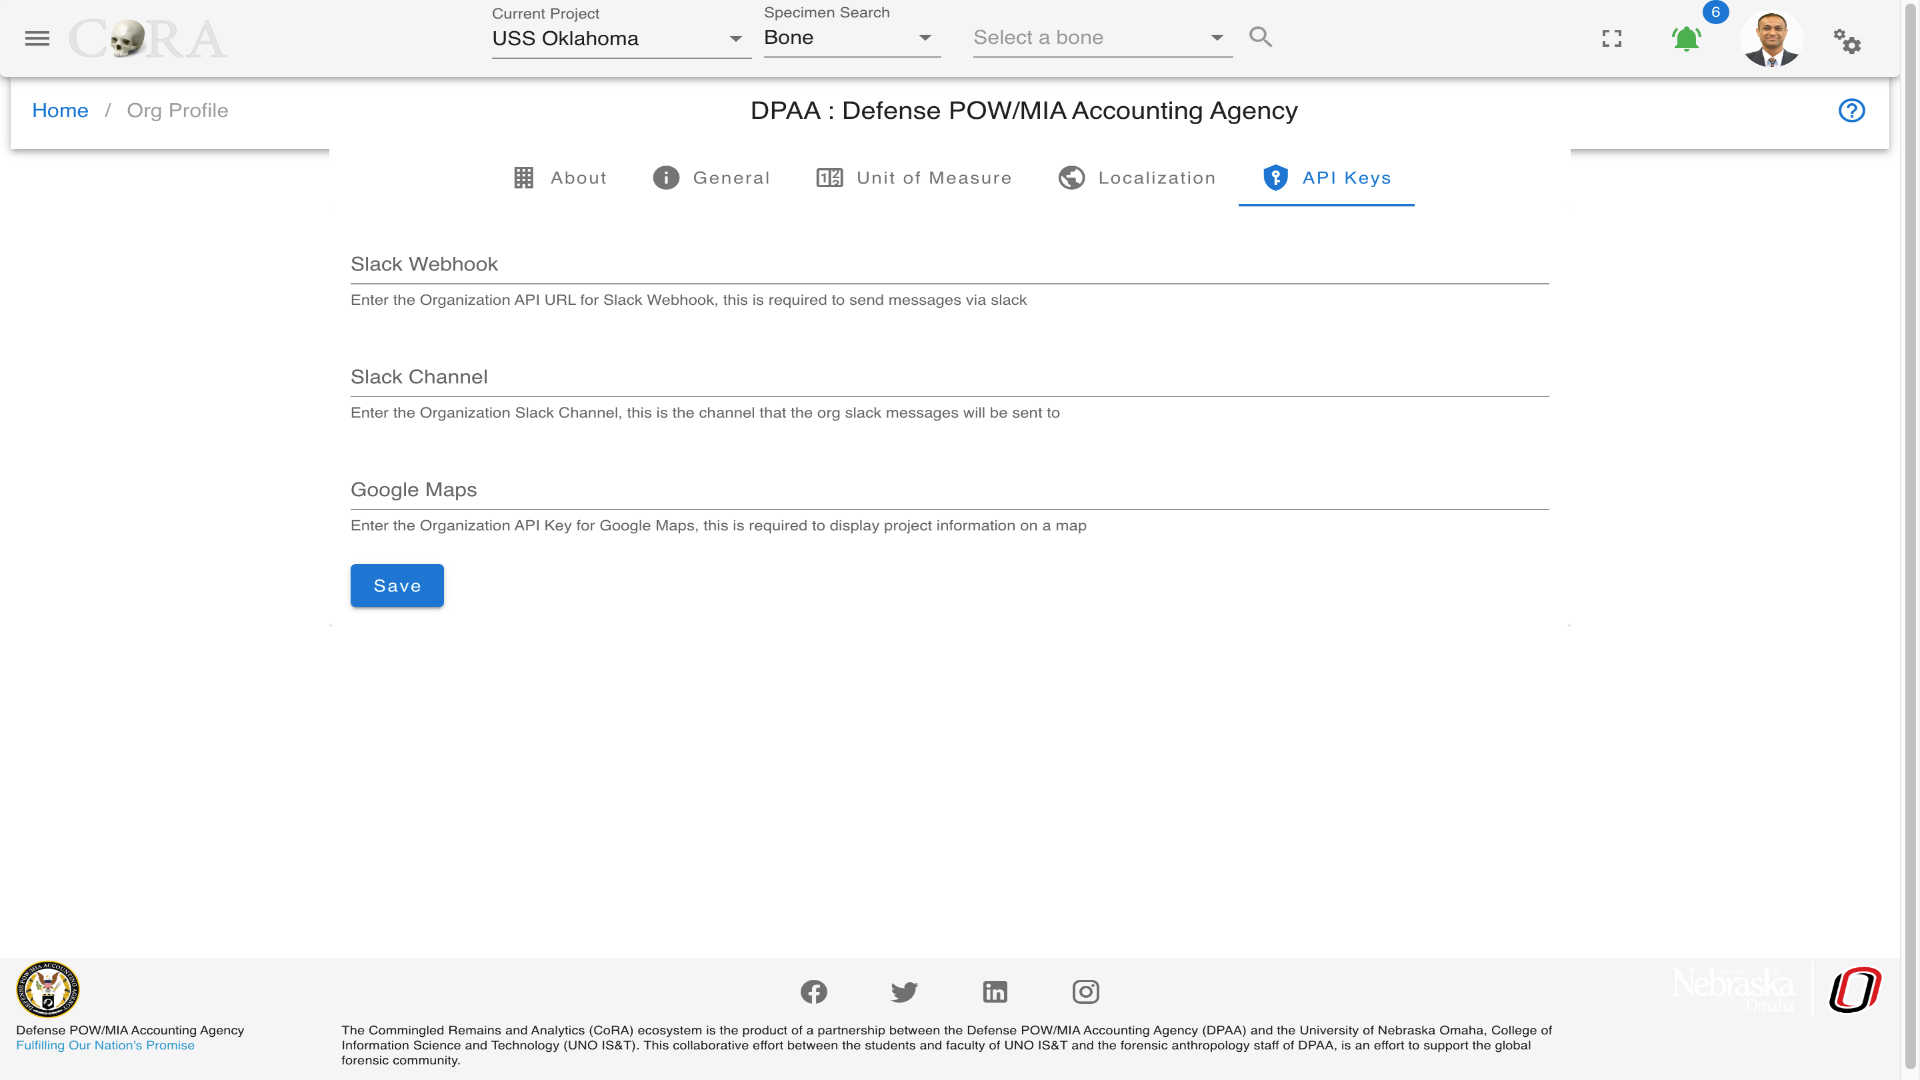 CoRA
Current Project
USS Oklahoma
Specimen Search
Bone
Select a bone
6
Home / Org Profile
DPAA : Defense POW/MIA Accounting Agency
About
General
Unit of Measure
Localization
API Keys
Slack Webhook
Enter the Organization API URL for Slack Webhook, this is required to send messages via slack
Slack Channel
Enter the Organization Slack Channel, this is the channel that the org slack messages will be sent to
Google Maps
Enter the Organization API Key for Google Maps, this is required to display project information on a map
Save
Defense POW/MIA Accounting Agency
Fulfilling Our Nation's Promise
The Commingled Remains and Analytics (CoRA) ecosystem is the product of a partnership between the Defense POW/MIA Accounting Agency (DPAA) and the University of Nebraska Omaha, College of
Information Science and Technology (UNO IS&T). This collaborative effort between the students and faculty of UNO IS&T and the forensic anthropology staff of DPAA, is an effort to support the global
forensic community.
Nebraska
Omaha